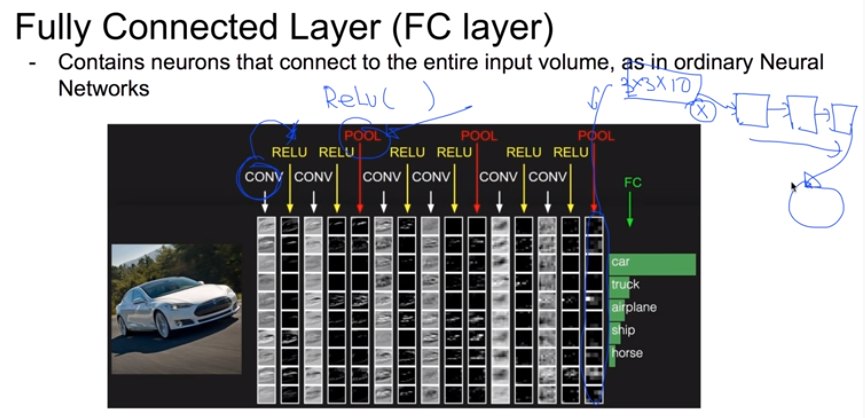 Fully Connected Layer (FC layer)
- Contains neurons that connect to the entire input volume, as in ordinary Neural
Networks
ReLU( )
3x3x10
X
POOL POOL POOL
RELU RELU RELU RELU RELU RELU
CONV CONV CONV CONV CONV CONV FC
car
truck
airplane
ship
horse